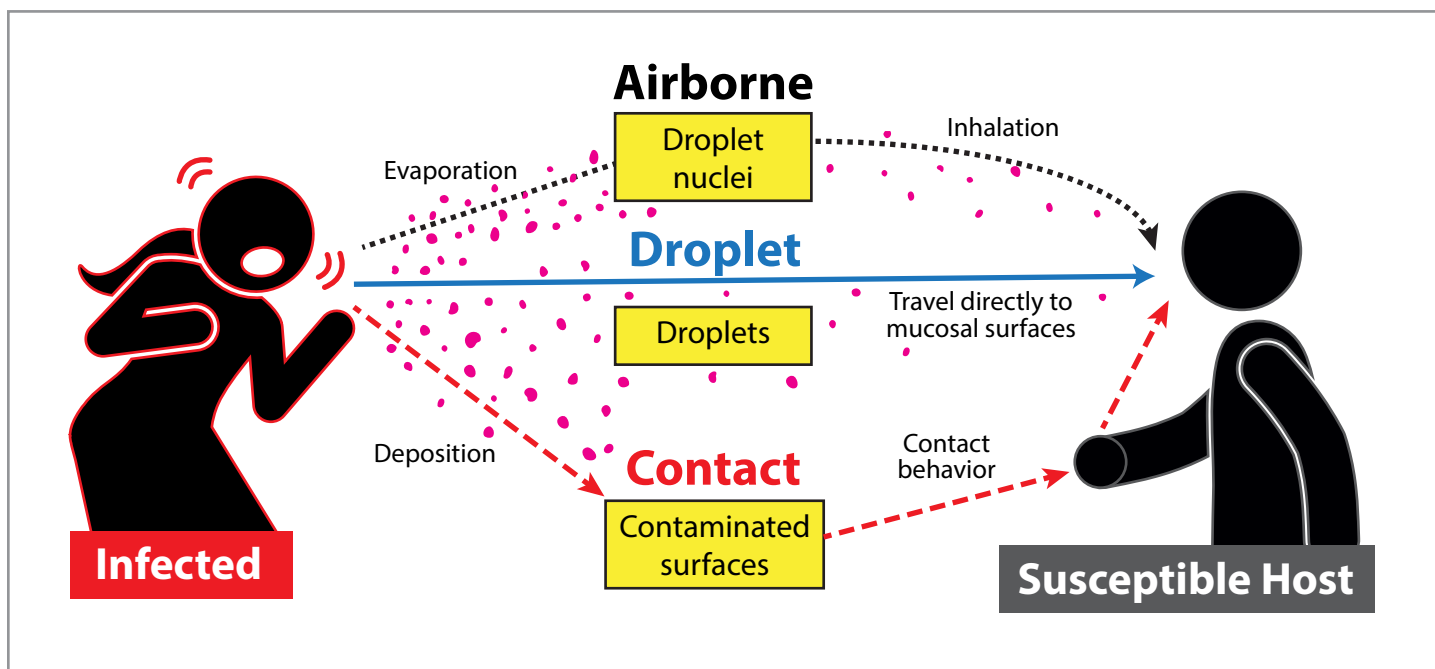 Airborne
Droplet
nuclei
Evaporation
Inhalation
Droplet
Travel directly to
mucosal surfaces
Droplets
Deposition
Contact
Contaminated
surfaces
Contact
behavior
Infected
Susceptible Host